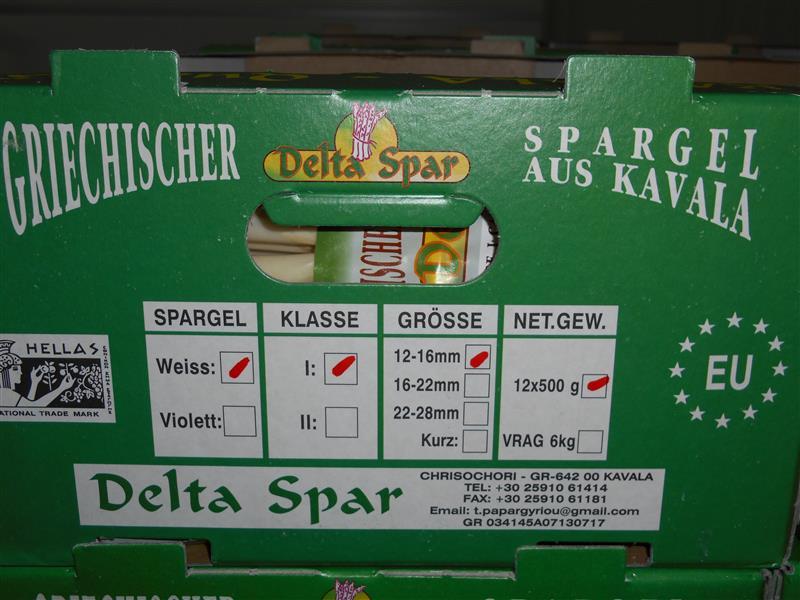 GRIECHISCHER
Delta Spar
SPARGEL
AUS KAVALA
ISCHE
SPARGEL
Weiss:
Violett:
KLASSE
I:
II:
GRÖSSE
12-16mm
16-22mm
22-28mm
Kurz:
NET.GEW.
12x500 g
VRAG 6kg
HELLAS
ATIONAL TRADE MARK
EU
Delta Spar
CHRISOCHORI - GR-642 00 KAVALA
TEL: +30 25910 61414
FAX: +30 25910 61181
Email: t.papargyriou@gmail.com
GR 034145A07130717